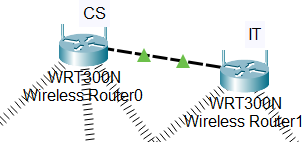 CS
IT
WRT300N
Wireless Router0
WRT300N
Wireless Router1